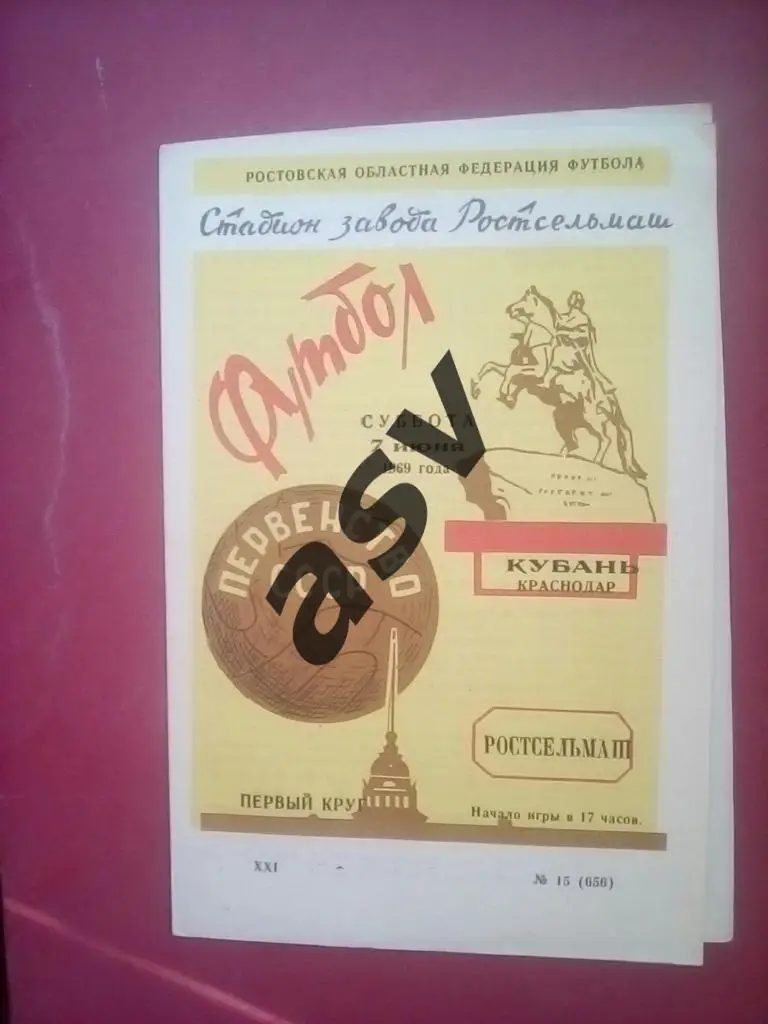 РОСТОВСКАЯ ОБЛАСТНАЯ ФЕДЕРАЦИЯ ФУТБОЛА
Стадион завода Ростсельмаш
Футбол
СУББОТА
7 июня
1969 года
ПЕРВЕНСТВО
СССР
asv
КУБАНЬ
КРАСНОДАР
РОСТСЕЛЬМАШ
ПЕРВЫЙ КРУГ
Начало игры в 17 часов.
XXI
№ 15 (656)